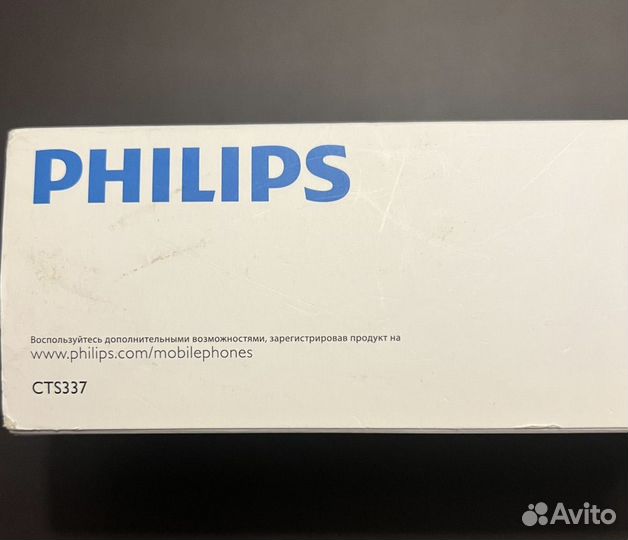 PHILIPS
Воспользуйтесь дополнительными возможностями, зарегистрировав продукт на
www.philips.com/mobilephones
CTS337
Avito